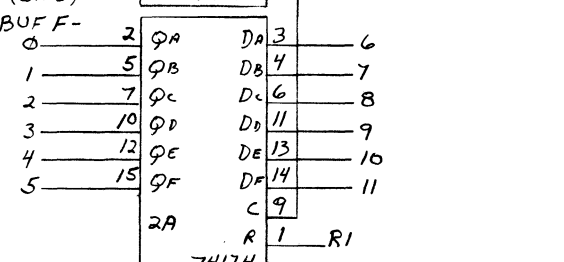 BUFF-
0 2 QA DA 3 6
1 5 QB DB 4 7
2 7 QC DC 6 8
3 10 QD DD 11 9
4 12 QE DE 13 10
5 15 QF DF 14 11
C 9
2A
R 1 R1
74174